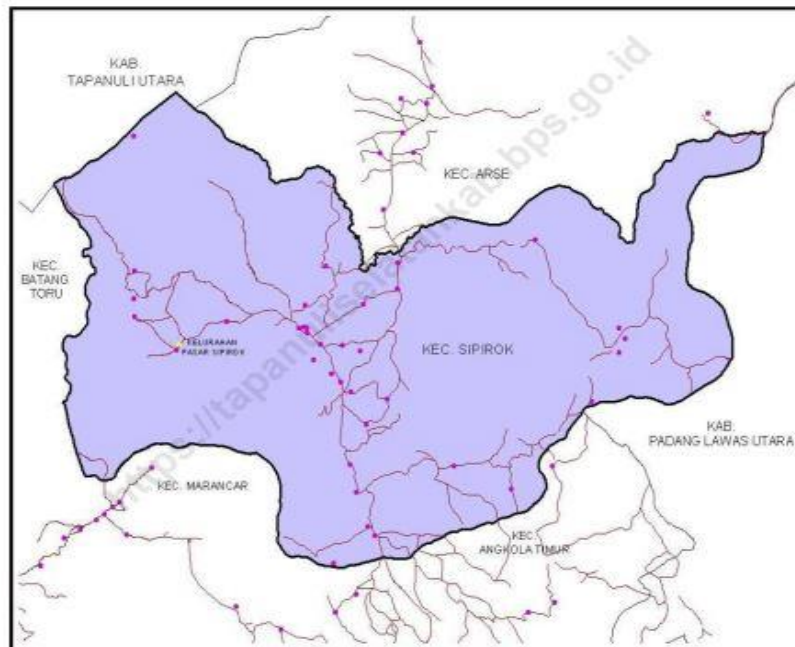 KAB.
TAPANULI UTARA
KEC. ARSE
KEC.
BATANG
TORU
KELURAHAN
PASAR SIPIROK
KEC. SIPIROK
KAB.
PADANG LAWAS UTARA
KEC. MARANCAR
KEC.
ANGKOLA TIMUR
https://tapanuliselatankab.bps.go.id